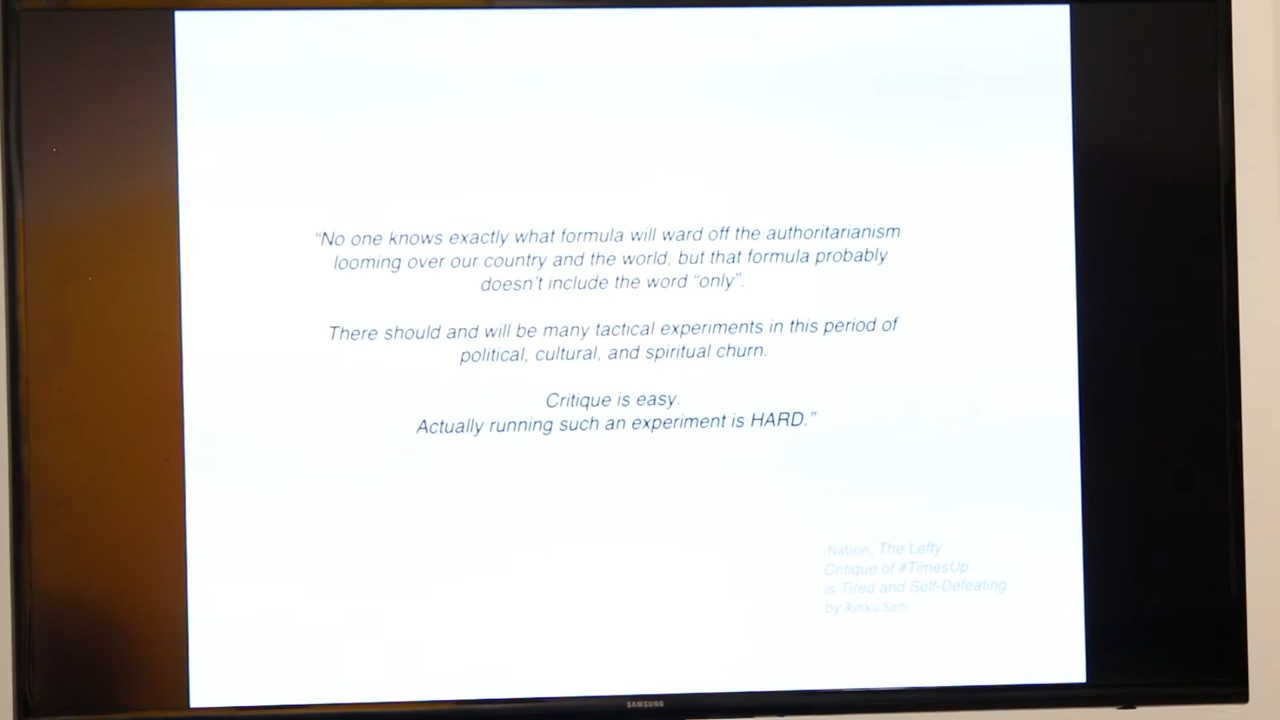 “No one knows exactly what formula will ward off the authoritarianism
looming over our country and the world, but that formula probably
doesn’t include the word “only”.
There should and will be many tactical experiments in this period of
political, cultural, and spiritual churn.
Critique is easy.
Actually running such an experiment is HARD.”
-Nation, The Lefty
Critique of #TimesUp
is Tired and Self-Defeating
by Rinku Sen
SAMSUNG